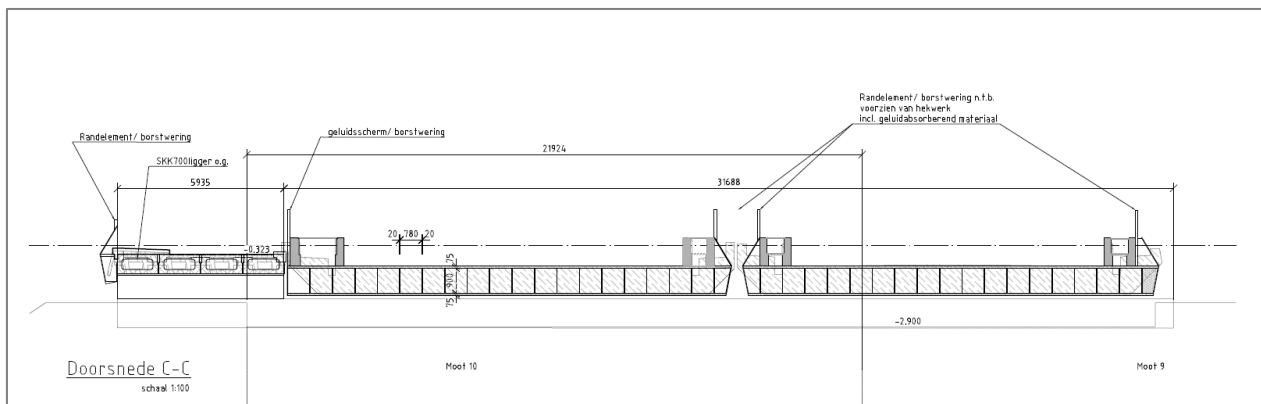 Randelement/ borstwering n.t.b.
voorzien van hekwerk
incl. geluidabsorberend materiaal
Randelement/ borstwering
geluidsscherm/ borstwering
21924
SKK700ligger o.g.
5935
31688
20 780 20
-0.323
75
900
75
-2.900
Doorsnede C-C
schaal 1:100
Moot 10
Moot 9